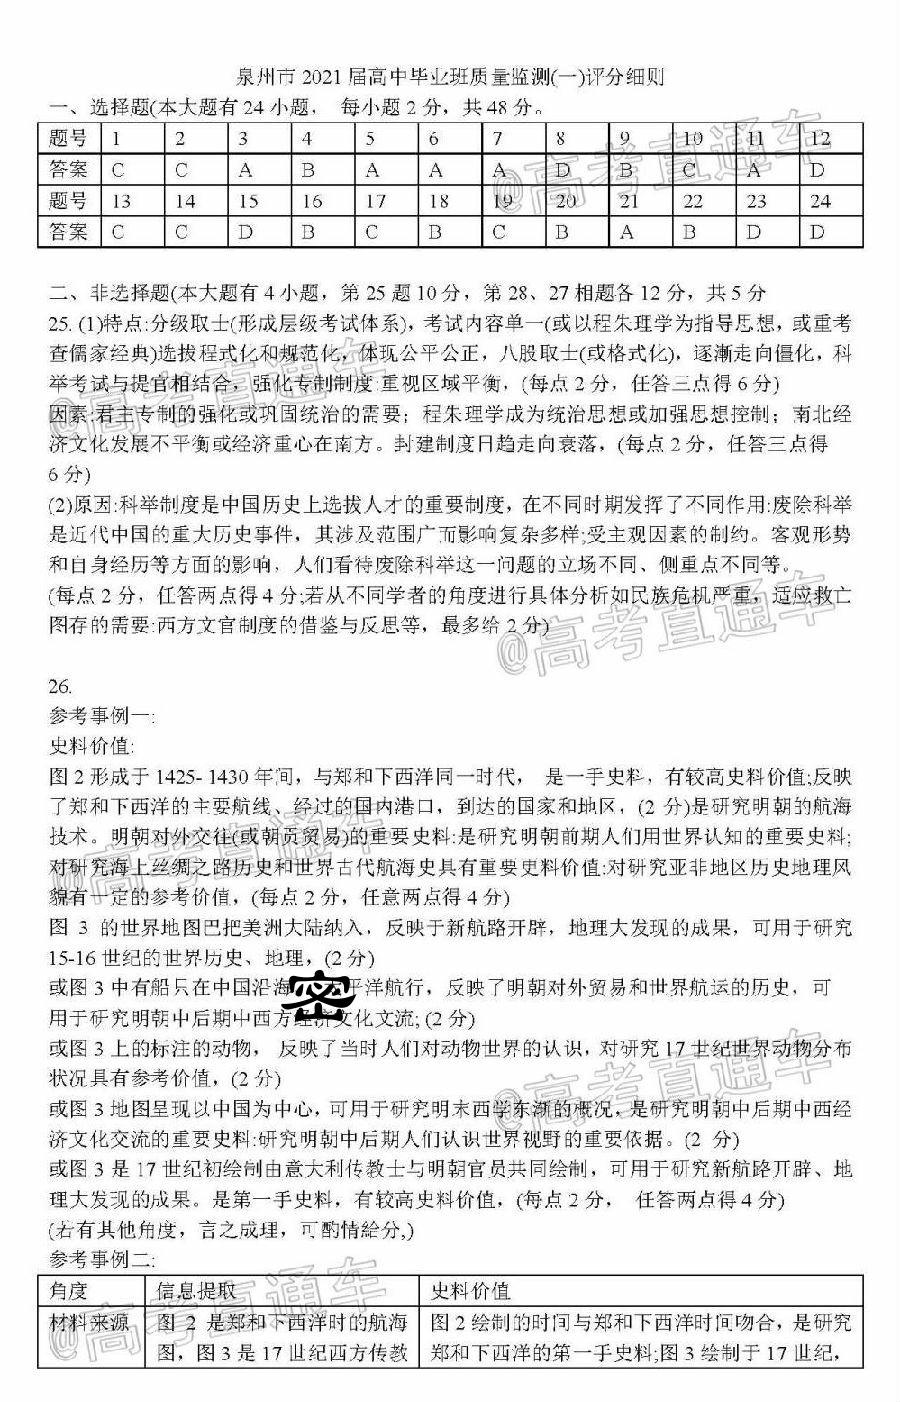 泉州市 2021 届高中毕业班质量监测(一)评分细则
一、选择题(本大题有 24 小题， 每小题 2 分，共 48 分。
题号 1 2 3 4 5 6 7 8 9 10 11 12
答案 C C A B A A A D B C A D
题号 13 14 15 16 17 18 19 20 21 22 23 24
答案 C C D B C B C B A B D D
二、非选择题(本大题有 4 小题，第 25 题 10 分，第 28、27 相题各 12 分，共 5 分
25. (1)特点:分级取士(形成层级考试体系)，考试内容单一(或以程朱理学为指导思想，或重考
查儒家经典)选拔程式化和规范化，体现公平公正，八股取士(或格式化)，逐渐走向僵化，科
举考试与提官相结合，强化专制制度 重视区域平衡，(每点 2 分，任答三点得 6 分)
因素:君主专制的强化或巩固统治的需要；程朱理学成为统治思想或加强思想控制；南北经
济文化发展不平衡或经济重心在南方。封建制度日趋走向衰落，(每点 2 分，任答三点得
6 分)
(2)原因:科举制度是中国历史上选拔人才的重要制度，在不同时期发挥了不同作用:废除科举
是近代中国的重大历史事件，其涉及范围广而影响复杂多样;受主观因素的制约。客观形势
和自身经历等方面的影响，人们看待废除科举这一问题的立场不同、侧重点不同等。
(每点 2 分，任答两点得 4 分;若从不同学者的角度进行具体分析如民族危机严重，适应救亡
图存的需要:西方文官制度的借鉴与反思等，最多给 2 分)
26.
参考事例一:
史料价值:
图 2 形成于 1425- 1430 年间，与郑和下西洋同一时代， 是一手史料，有较高史料价值;反映
了郑和下西洋的主要航线、经过的国内港口，到达的国家和地区，(2 分)是研究明朝的航海
技术。明朝对外交往(或朝贡贸易)的重要史料:是研究明朝前期人们用世界认知的重要史料;
对研究海上丝绸之路历史和世界古代航海史具有重要史料价值:对研究亚非地区历史地理风
貌有一定的参考价值，(每点 2 分，任意两点得 4 分)
图 3 的世界地图巴把美洲大陆纳入，反映于新航路开辟，地理大发现的成果，可用于研究
15-16 世纪的世界历史、地理，(2 分)
或图 3 中有船只在中国沿海 密 洋航行，反映了明朝对外贸易和世界航运的历史，可
用于研究明朝中后期中西方经济文化文流; (2 分)
或图 3 上的标注的动物， 反映了当时人们对动物世界的认识，对研究 17 世纪世界动物分布
状况具有参考价值，(2 分)
或图 3 地图呈现以中国为中心，可用于研究明末西学东渐的概况，是研究明朝中后期中西经
济文化交流的重要史料:研究明朝中后期人们认识世界视野的重要依据。(2 分)
或图 3 是 17 世纪初绘制由意大利传教士与明朝官员共同绘制，可用于研究新航路开辟、地
理大发现的成果。是第一手史料，有较高史料价值，(每点 2 分， 任答两点得 4 分)
(若有其他角度，言之成理，可酌情给分,)
参考事例二:
角度 信息提取 史料价值
材料来源 图 2 是郑和下西洋时的航海 图 2 绘制的时间与郑和下西洋时间吻合，是研究
图，图 3 是 17 世纪西方传教 郑和下西洋的第一手史料;图 3 绘制于 17 世纪，
@高考直通车
@高考直通车
@高考直通车
@高考直通车
@高考直通车
@高考直通车
@高考直通车